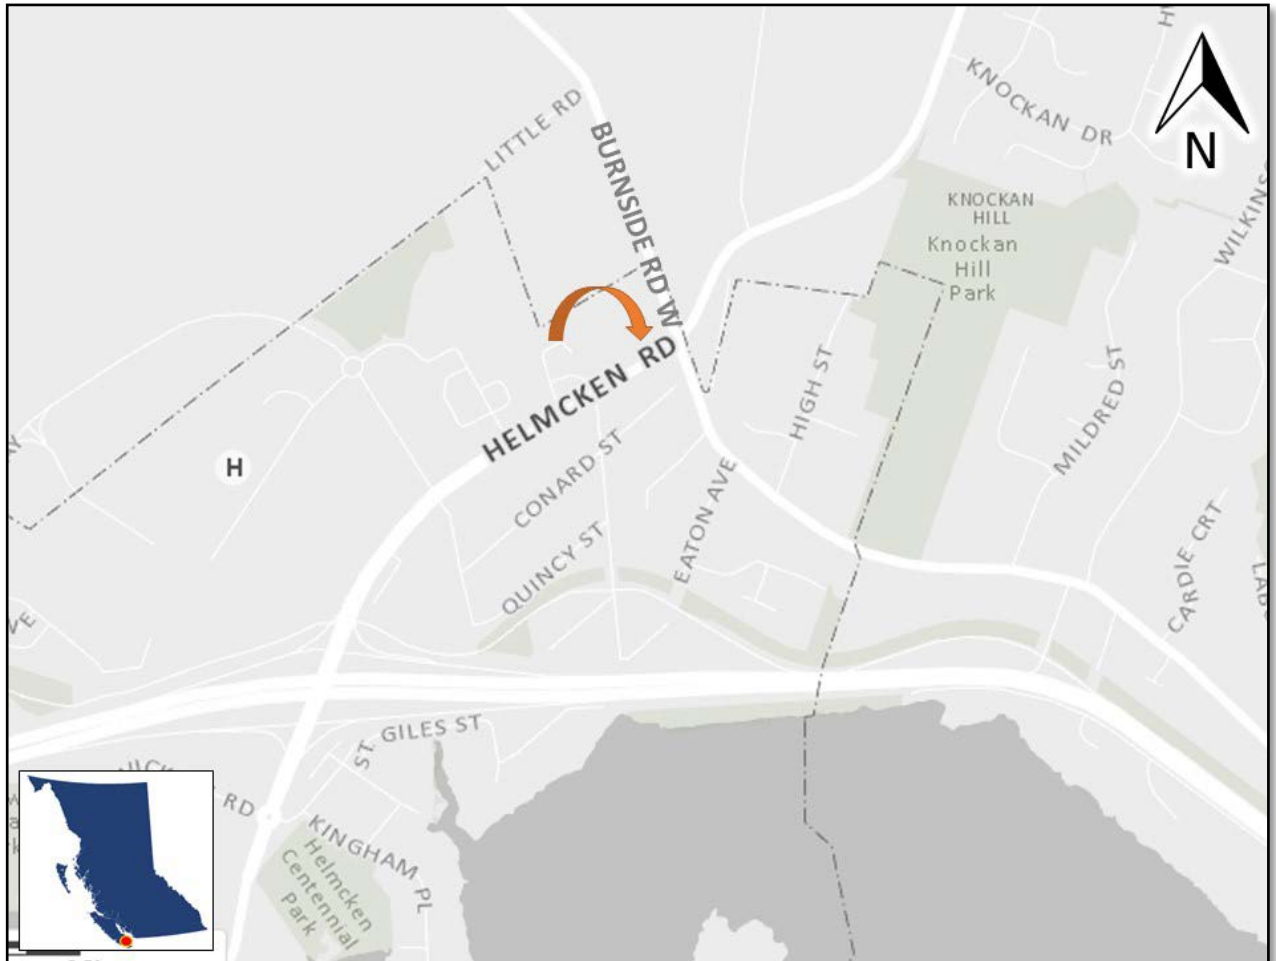 KNOCKAN DR
N
LITTLE RD
BURNSIDE RD W
KNOCKAN
HILL
Knockan
Hill
Park
HELMCKEN RD
HIGH ST
MILDRED ST
H
CONARD ST
EATON AVE
QUINCY ST
CARDIE CRT
ST. GILES ST
RD
KINGHAM PL
Helmcken
Centennial
Park